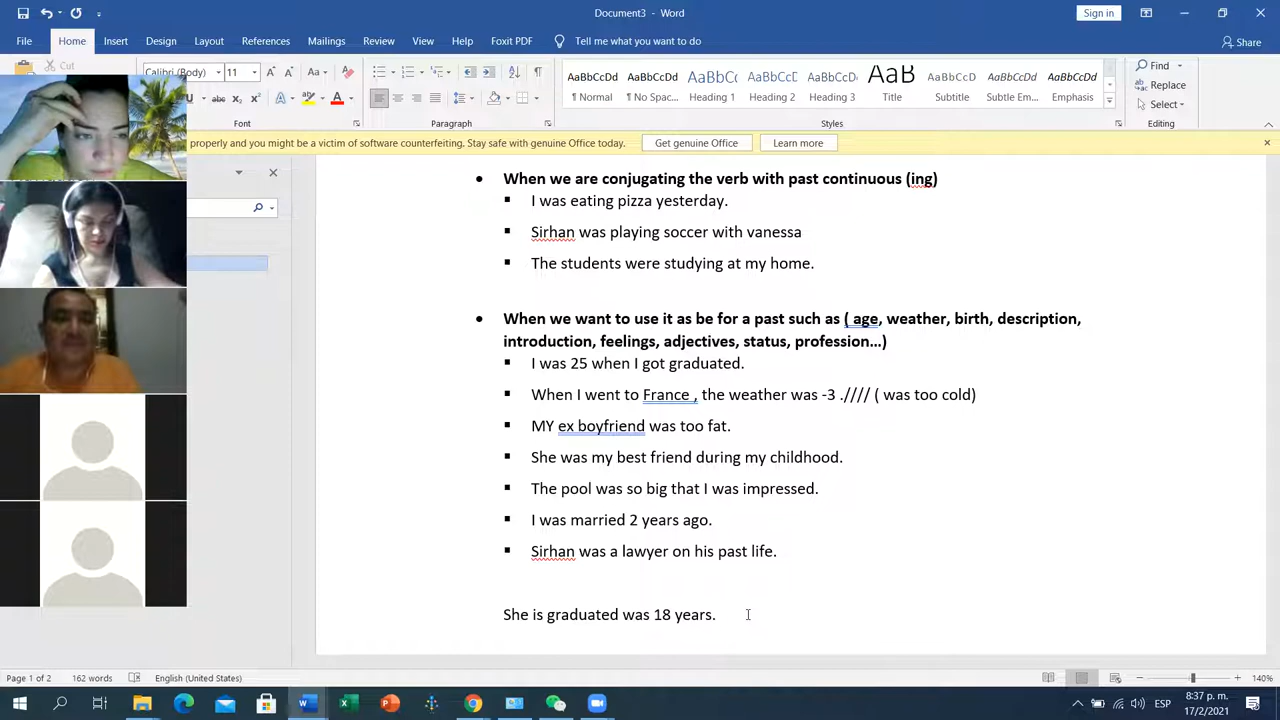 Document3 - Word
Sign in
File Home Insert Draw Design Layout References Mailings Review View Help Foxit PDF Tell me what you want to do Share
Cut
Calibri (Body) 11
Find
Replace
Select
AaBbCcDd AaBbCcDd AaBbC( AaBbCcC AaBbCcD AaB AaBbCcD AaBbCcDd AaBbCcDd
¶ Normal ¶ No Spac... Heading 1 Heading 2 Heading 3 Title Subtitle Subtle Em... Emphasis
Font Paragraph Styles Editing
properly and you might be a victim of software counterfeiting. Stay safe with genuine Office today. Get genuine Office Learn more
• When we are conjugating the verb with past continuous (ing)
▪ I was eating pizza yesterday.
▪ Sirhan was playing soccer with vanessa
▪ The students were studying at my home.
• When we want to use it as be for a past such as ( age, weather, birth, description,
introduction, feelings, adjectives, status, profession...)
▪ I was 25 when I got graduated.
▪ When I went to France , the weather was -3 .//// ( was too cold)
▪ MY ex boyfriend was too fat.
▪ She was my best friend during my childhood.
▪ The pool was so big that I was impressed.
▪ I was married 2 years ago.
▪ Sirhan was a lawyer on his past life.
She is graduated was 18 years.
Page 1 of 2 162 words English (United States) 140%
ESP
8:37 p. m.
17/2/2021